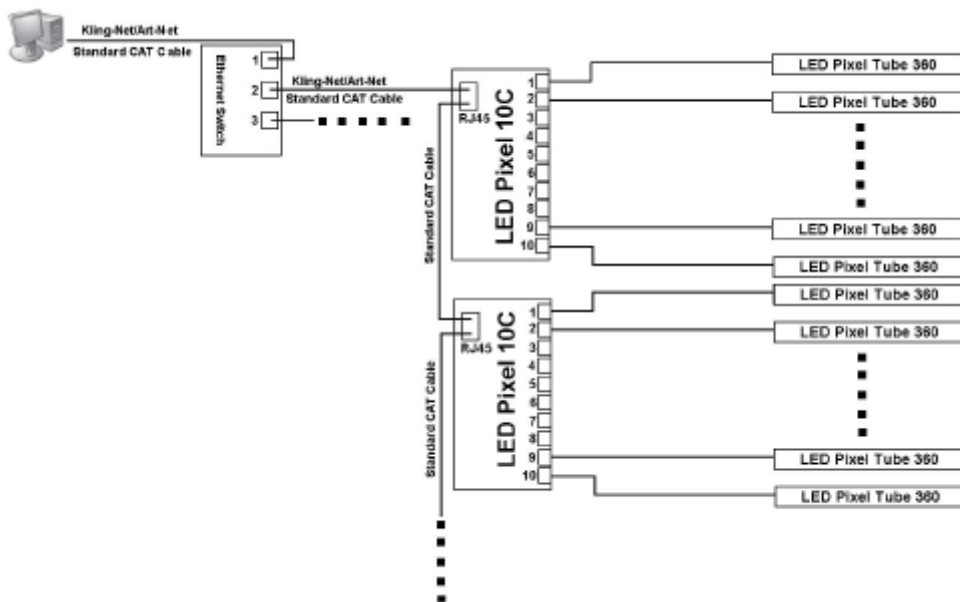 Kling-Net/Art-Net
Standard CAT Cable
Ethernet Switch
1
2
3
Kling-Net/Art-Net
Standard CAT Cable
RJ45
LED Pixel 10C
1
2
3
4
5
6
7
8
9
10
LED Pixel Tube 360
LED Pixel Tube 360
LED Pixel Tube 360
LED Pixel Tube 360
Standard CAT Cable
RJ45
LED Pixel 10C
1
2
3
4
5
6
7
8
9
10
LED Pixel Tube 360
LED Pixel Tube 360
LED Pixel Tube 360
LED Pixel Tube 360
Standard CAT Cable